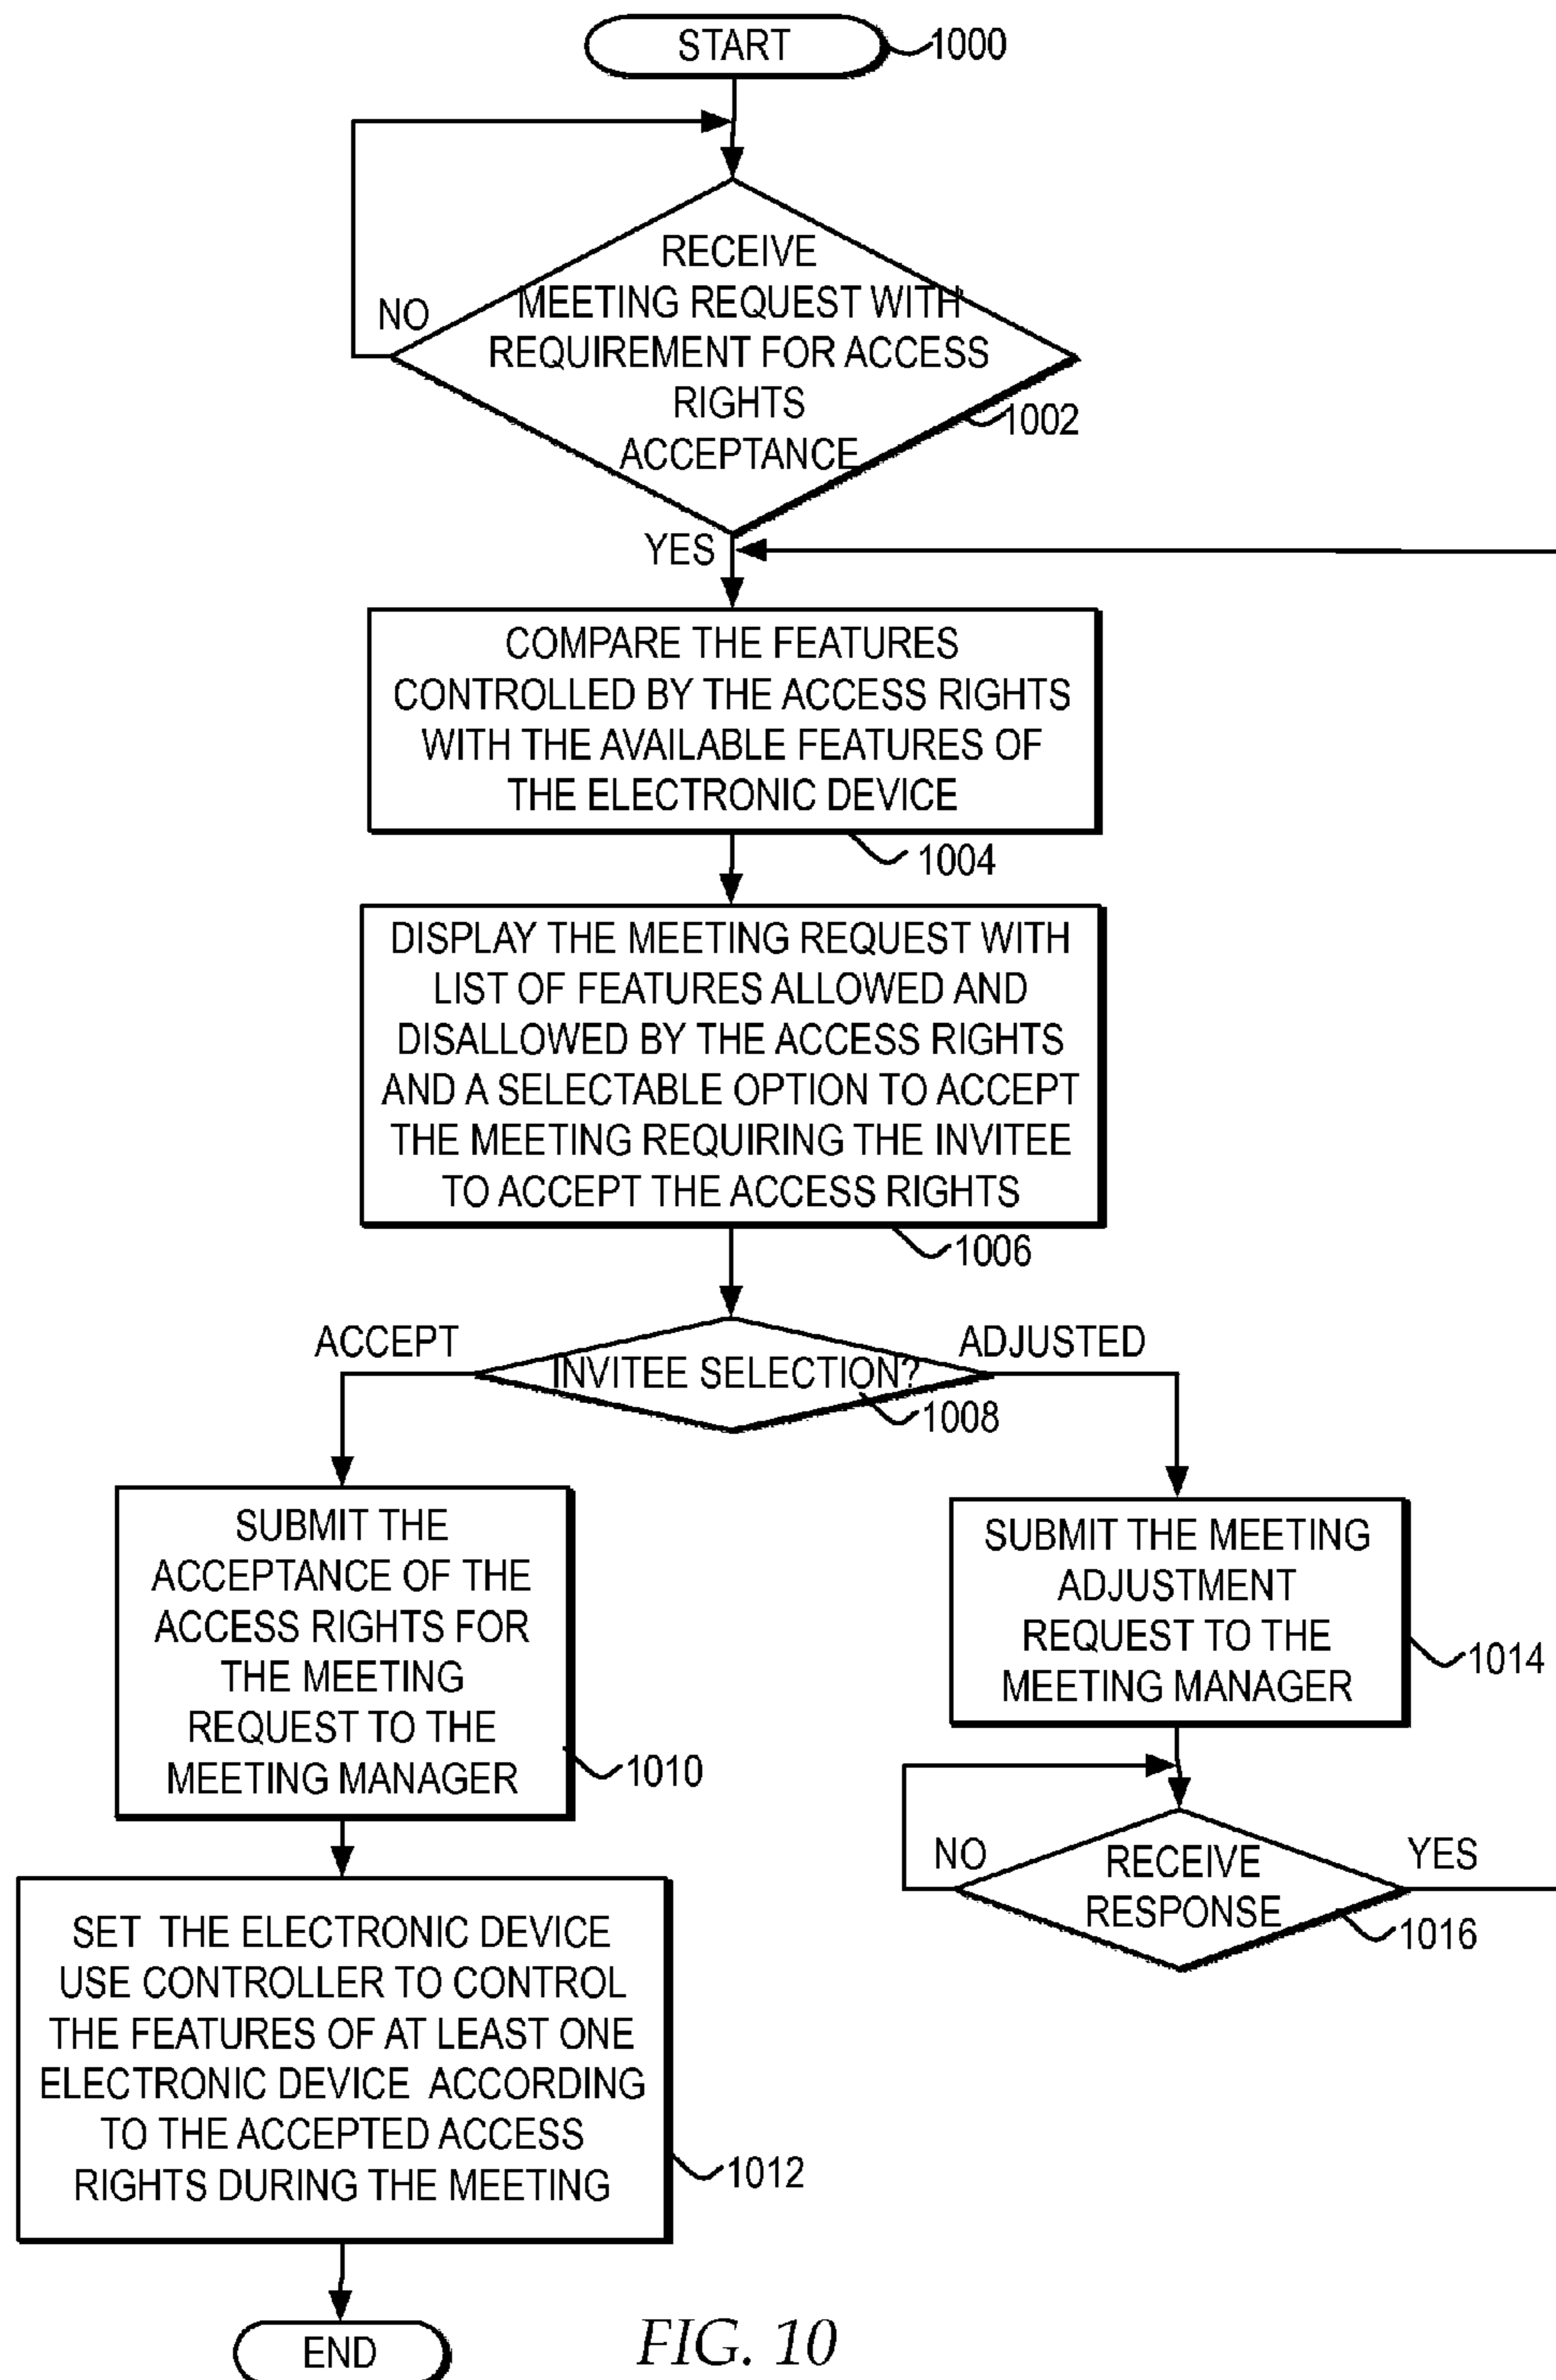 START
1000
RECEIVE
MEETING REQUEST WITH
REQUIREMENT FOR ACCESS
RIGHTS
ACCEPTANCE
NO
1002
YES
COMPARE THE FEATURES
CONTROLLED BY THE ACCESS RIGHTS
WITH THE AVAILABLE FEATURES OF
THE ELECTRONIC DEVICE
1004
DISPLAY THE MEETING REQUEST WITH
LIST OF FEATURES ALLOWED AND
DISALLOWED BY THE ACCESS RIGHTS
AND A SELECTABLE OPTION TO ACCEPT
THE MEETING REQUIRING THE INVITEE
TO ACCEPT THE ACCESS RIGHTS
1006
ACCEPT
INVITEE SELECTION?
ADJUSTED
1008
SUBMIT THE
ACCEPTANCE OF THE
ACCESS RIGHTS FOR
THE MEETING
REQUEST TO THE
MEETING MANAGER
1010
SET THE ELECTRONIC DEVICE
USE CONTROLLER TO CONTROL
THE FEATURES OF AT LEAST ONE
ELECTRONIC DEVICE ACCORDING
TO THE ACCEPTED ACCESS
RIGHTS DURING THE MEETING
1012
END
SUBMIT THE MEETING
ADJUSTMENT
REQUEST TO THE
MEETING MANAGER
1014
NO
RECEIVE
RESPONSE
YES
1016
FIG. 10